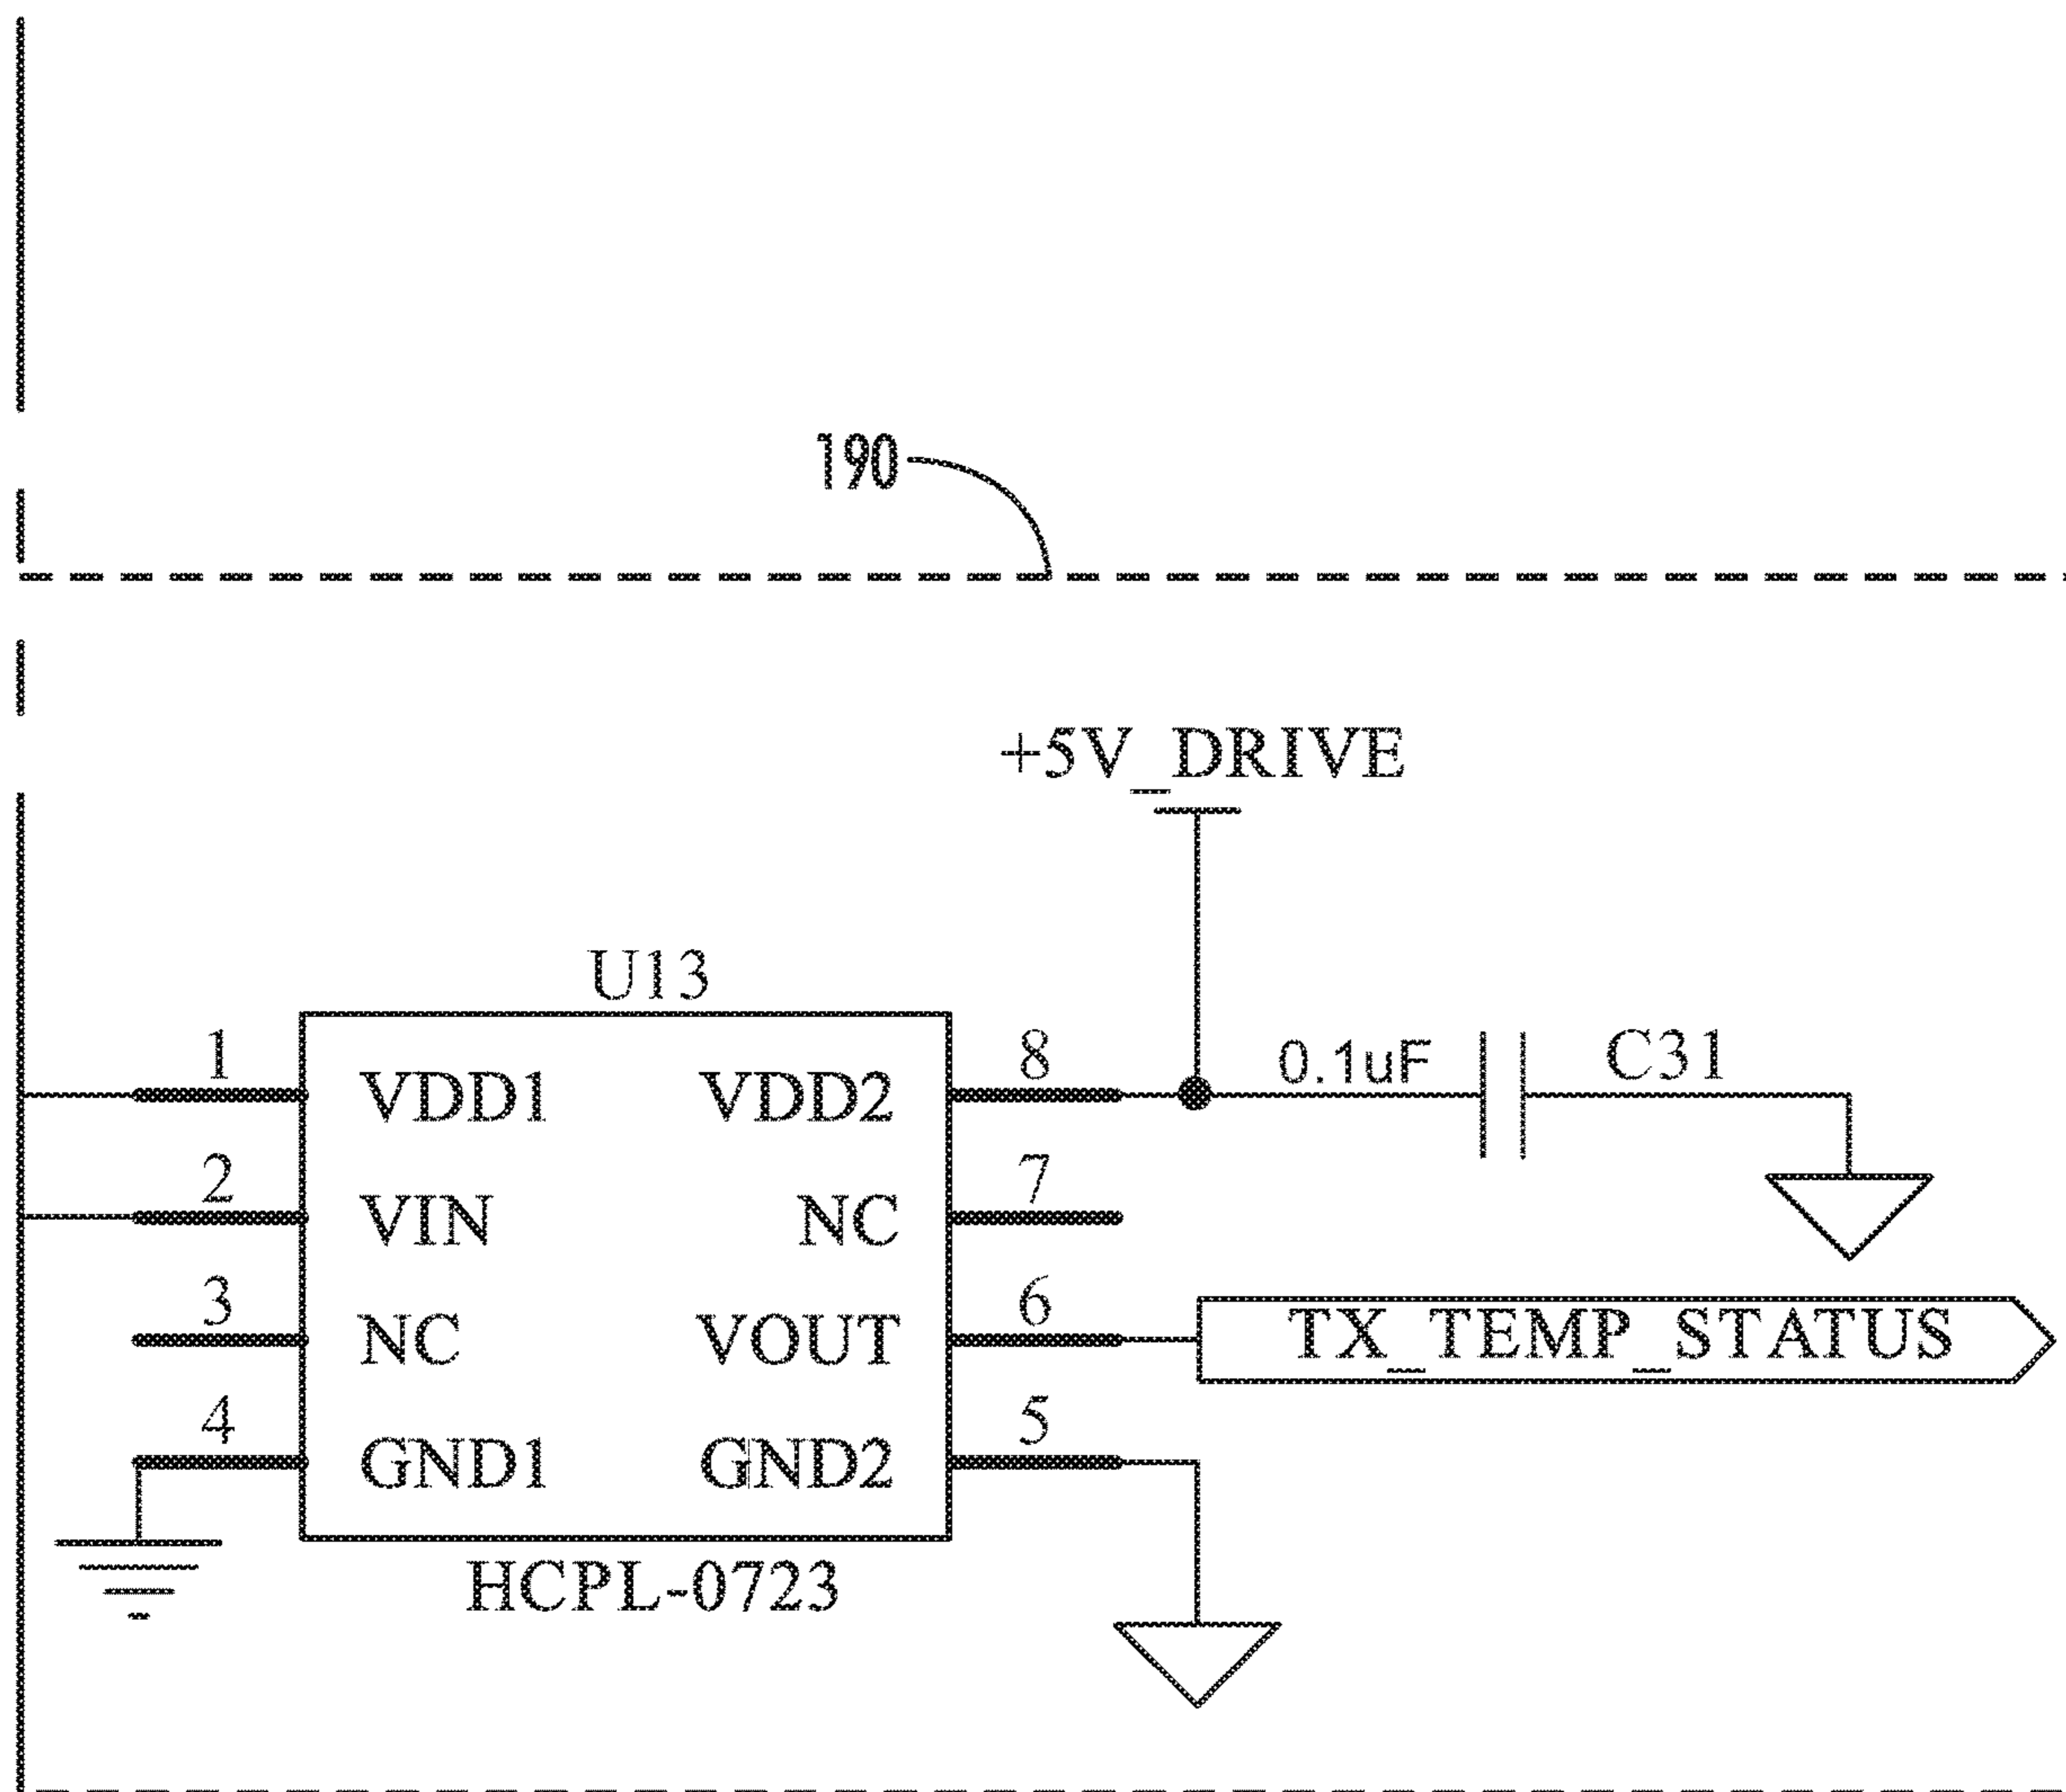 190
+5V_DRIVE
U13
1 VDD1 VDD2 8 0.1uF C31
2 VIN NC 7
3 NC VOUT 6 TX_TEMP_STATUS
4 GND1 GND2 5
HCPL-0723